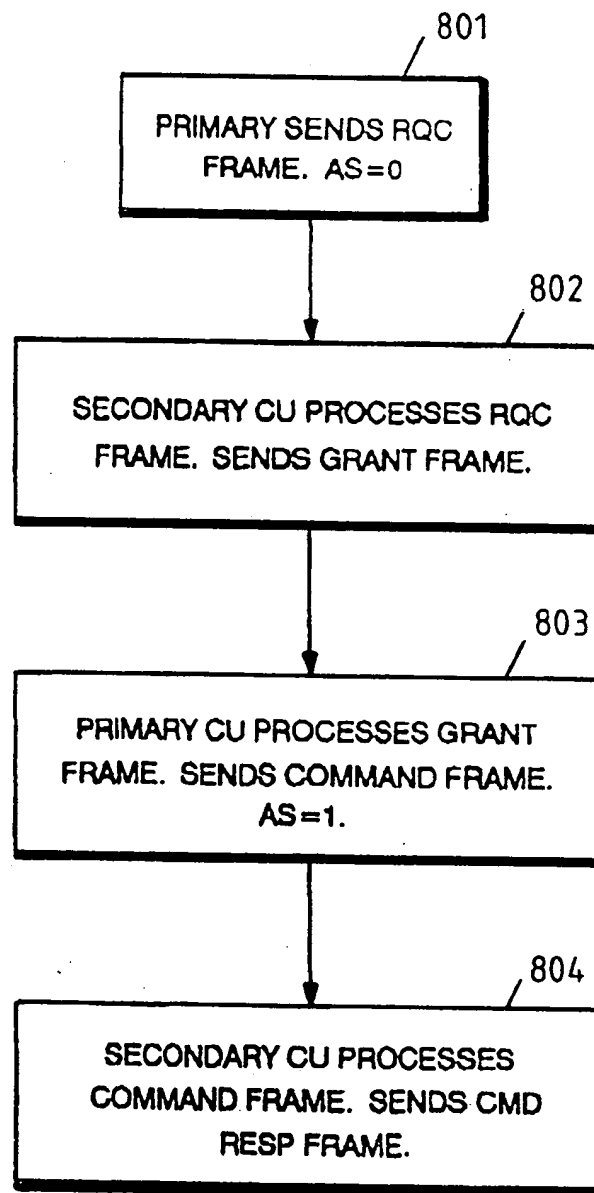 801
PRIMARY SENDS RQC
FRAME. AS=0
802
SECONDARY CU PROCESSES RQC
FRAME. SENDS GRANT FRAME.
803
PRIMARY CU PROCESSES GRANT
FRAME. SENDS COMMAND FRAME.
AS=1.
804
SECONDARY CU PROCESSES
COMMAND FRAME. SENDS CMD
RESP FRAME.